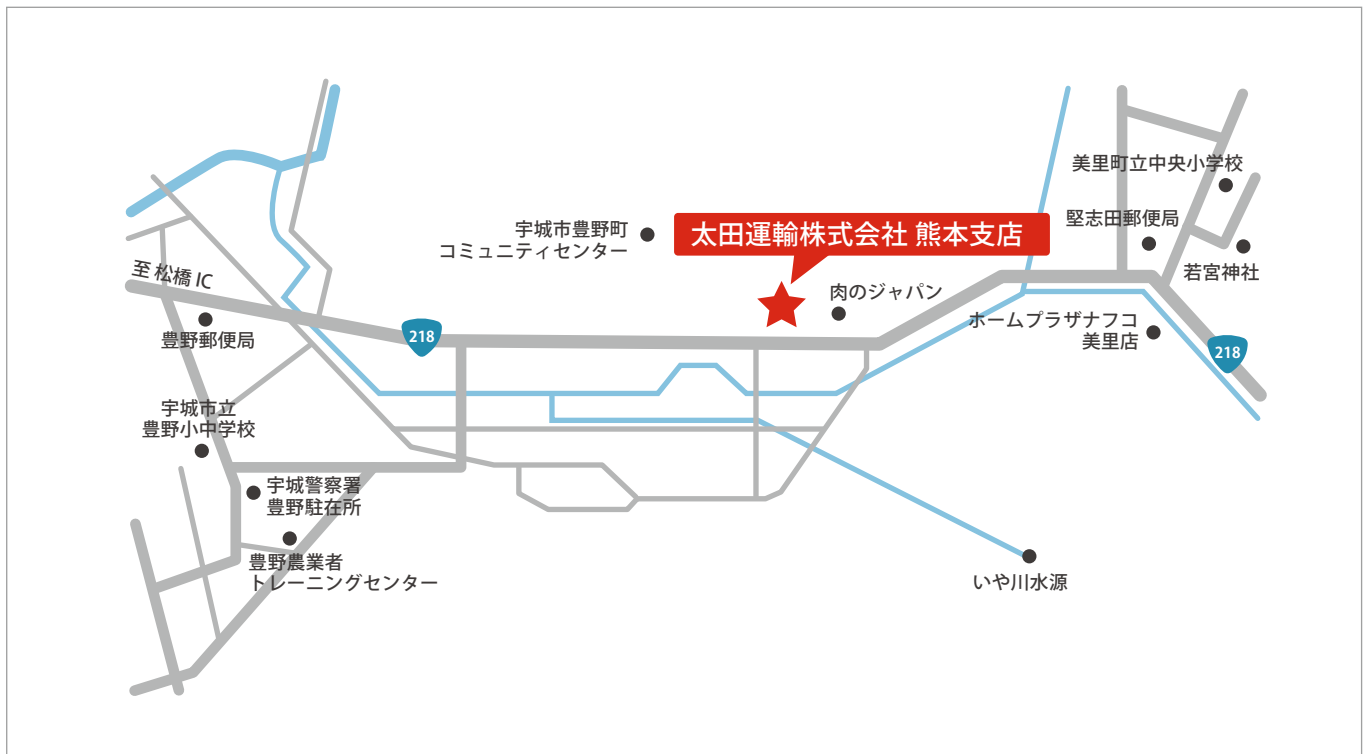 美里町立中央小学校
堅志田郵便局
宇城市豊野町
コミュニティセンター
太田運輸株式会社 熊本支店
若宮神社
至 松橋 IC
肉のジャパン
豊野郵便局
218
ホームプラザナフコ
美里店
218
宇城市立
豊野小中学校
宇城警察署
豊野駐在所
豊野農業者
トレーニングセンター
いや川水源